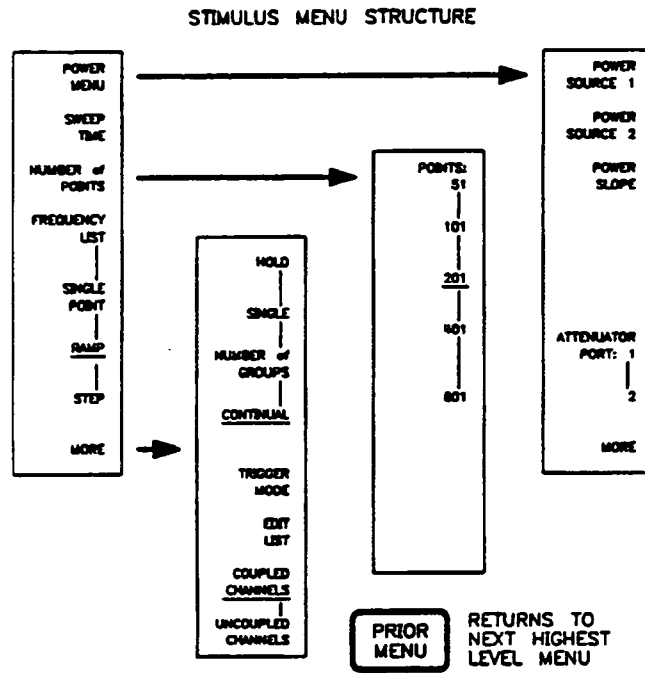 STIMULUS MENU STRUCTURE
POWER
MENU
SWEEP
TIME
NUMBER of
POINTS
FREQUENCY
LIST
SINGLE
POINT
RAMP
STEP
MORE
HOLD
SINGLE
NUMBER of
GROUPS
CONTINUAL
TRIGGER
MODE
EDIT
LIST
COUPLED
CHANNELS
UNCOUPLED
CHANNELS
POINTS:
51
101
201
401
801
POWER
SOURCE 1
POWER
SOURCE 2
POWER
SLOPE
ATTENUATOR
PORT: 1
2
MORE
PRIOR
MENU
RETURNS TO
NEXT HIGHEST
LEVEL MENU